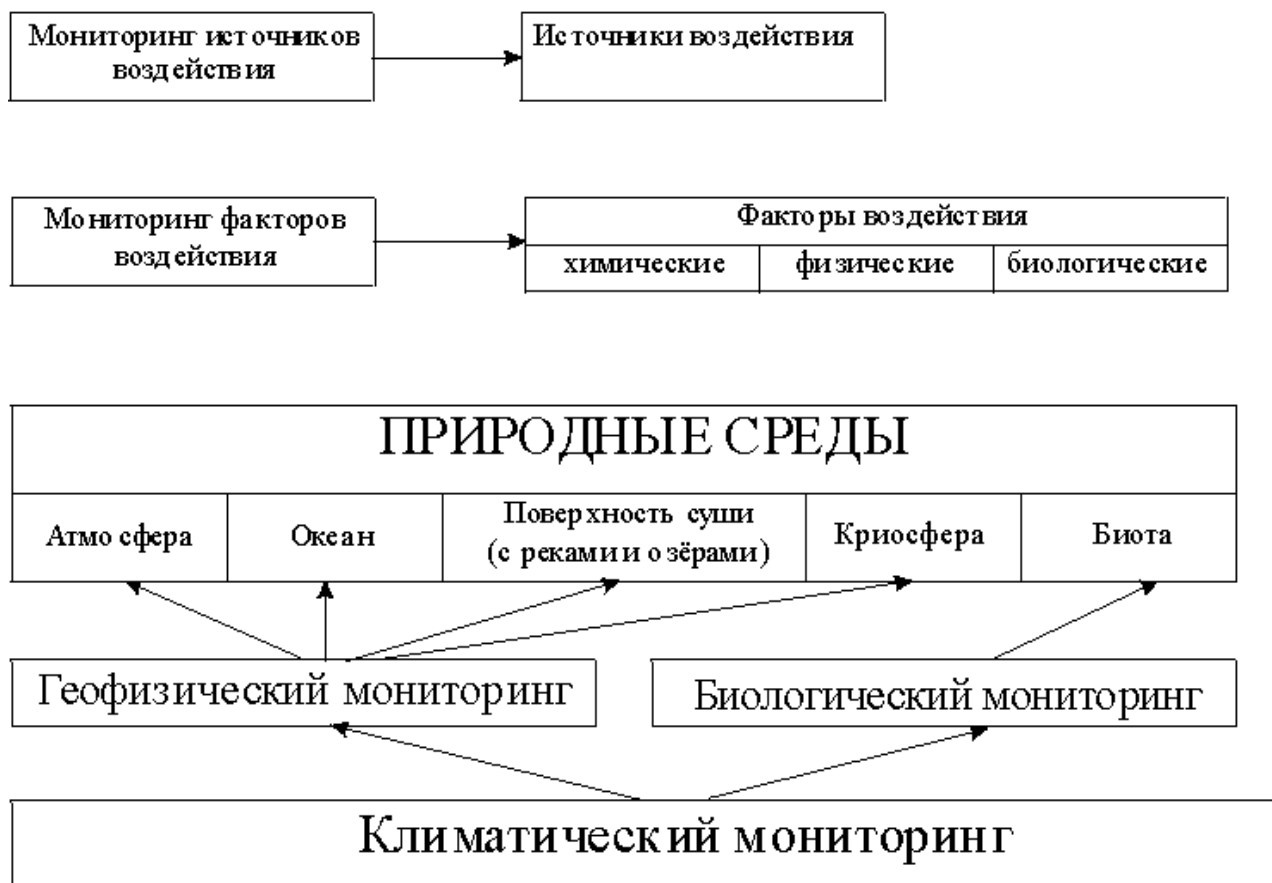 Мониторинг источников
воздействия
Источники воздействия
Мониторинг факторов
воздействия
Факторы воздействия
химические
физические
биологические
ПРИРОДНЫЕ СРЕДЫ
Атмосфера
Океан
Поверхность суши
(с реками и озёрами)
Криосфера
Биота
Геофизический мониторинг
Биологический мониторинг
Климатический мониторинг